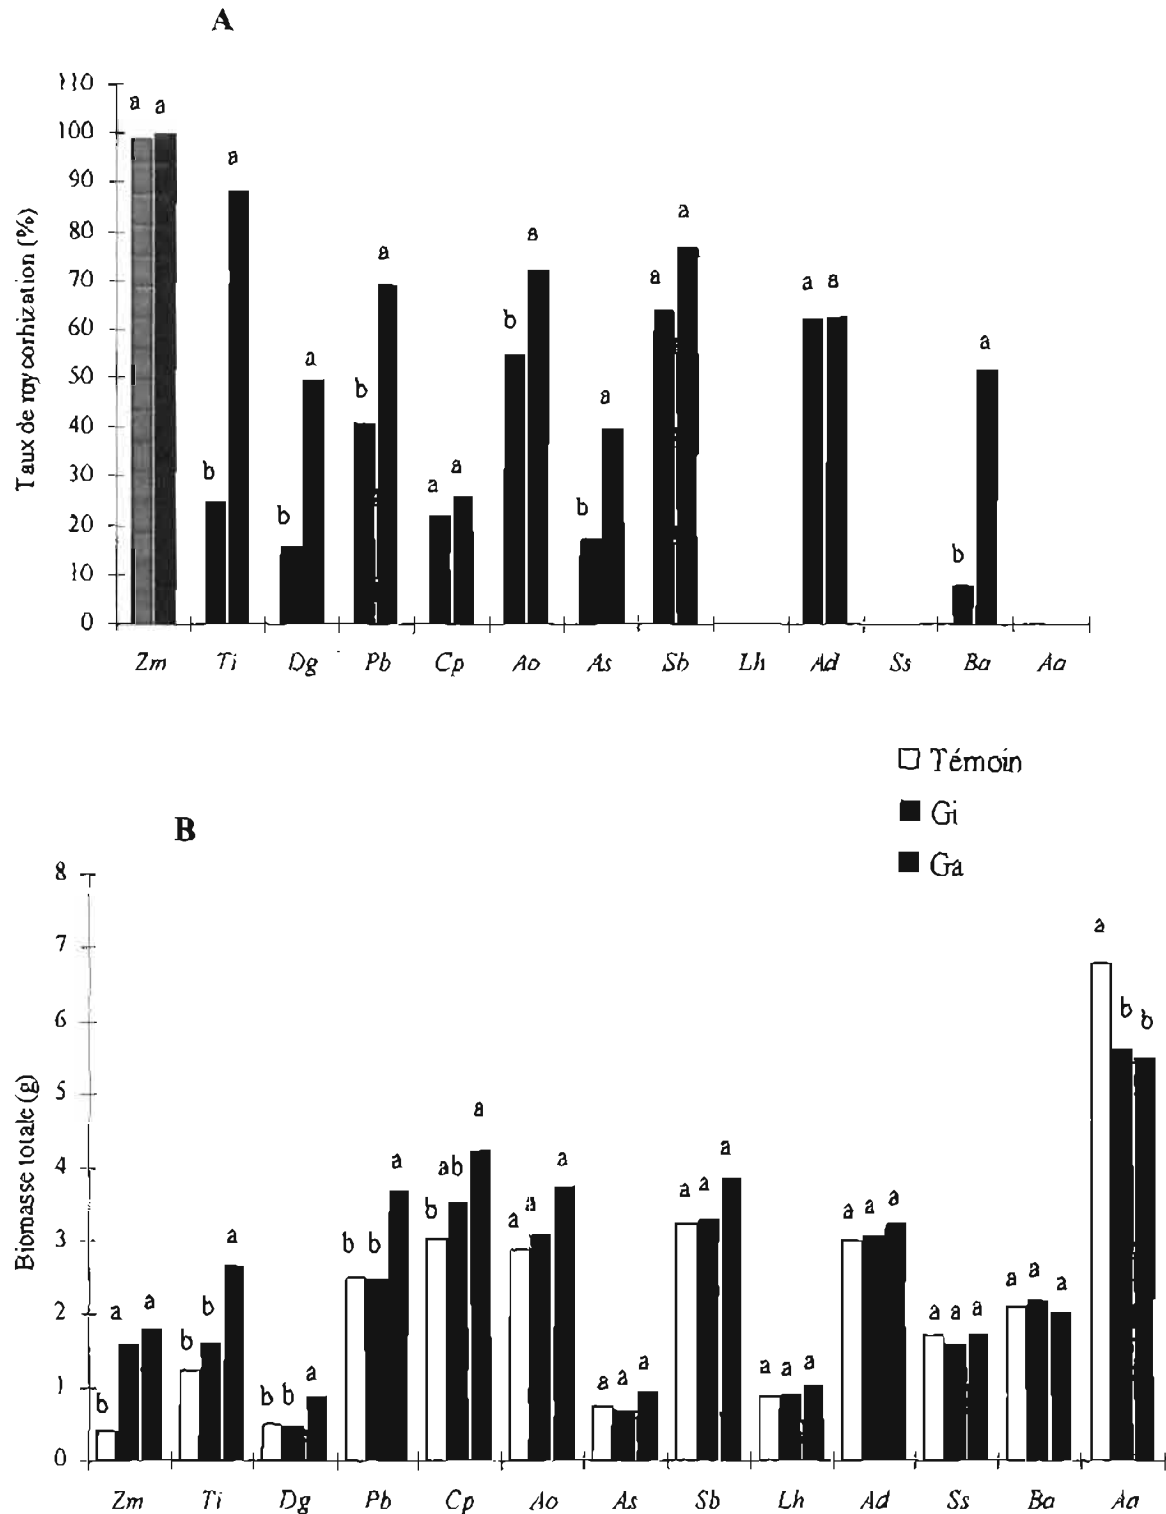 A
Taux de mycorhization (%)
110
100
90
80
70
60
50
40
30
20
10
0
a a
b a
b a
b a
a a
b a
b a
a a
a a
b a
Zm Ti Dg Pb Cp Ao As Sb Lh Ad Ss Ba Aa
Témoin
Gi
Ga
B
Biomasse totale (g)
8
7
6
5
4
3
2
1
0
b a a
b b a
b b a
b b a
b ab a
a a a
a a a
a a a
a a a
a a a
a a a
a a a
a b b
Zm Ti Dg Pb Cp Ao As Sb Lh Ad Ss Ba Aa